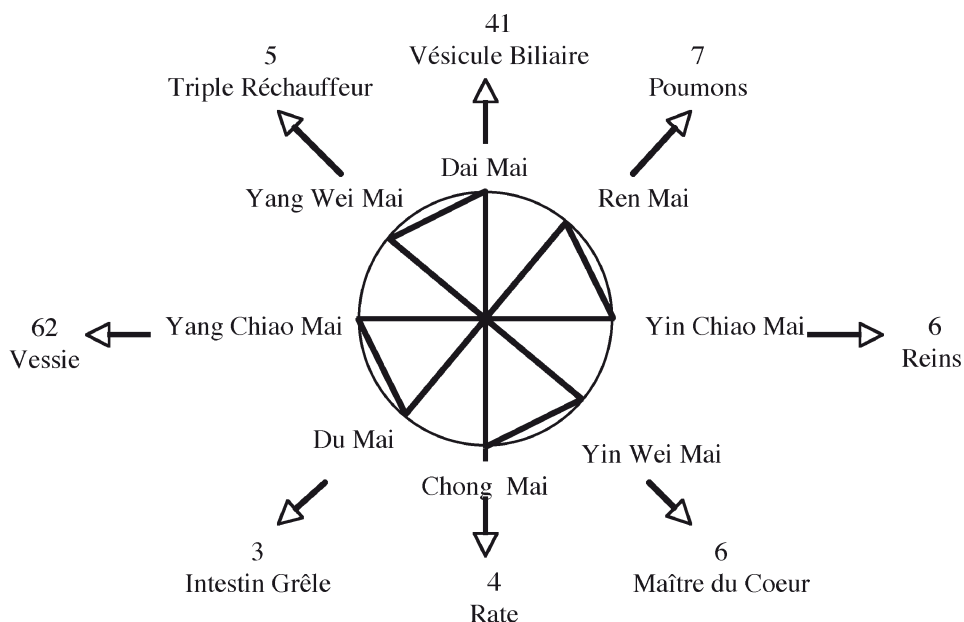 41
Vésicule Biliaire
5
Triple Réchauffeur
7
Poumons
Dai Mai
Yang Wei Mai
Ren Mai
62
Vessie
Yang Chiao Mai
Yin Chiao Mai
6
Reins
Du Mai
Yin Wei Mai
Chong Mai
3
Intestin Grêle
4
Rate
6
Maître du Coeur